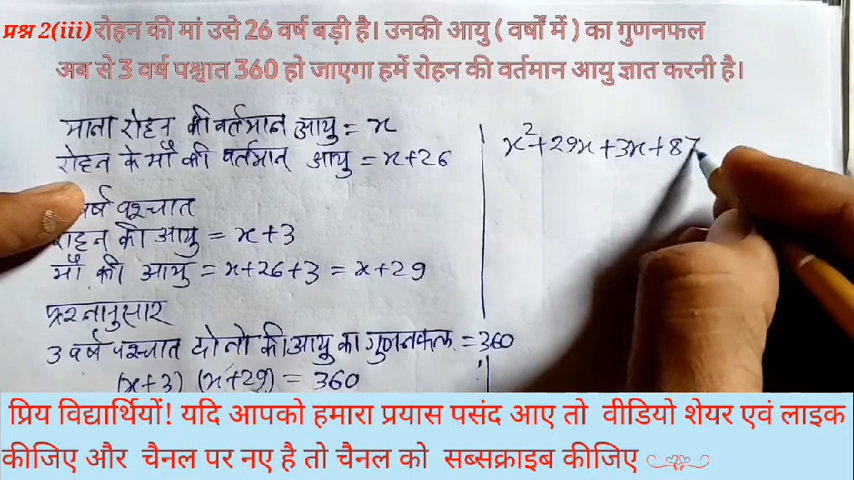 प्रश्न 2(iii) रोहन की मां उसे 26 वर्ष बड़ी है। उनकी आयु ( वर्षों में ) का गुणनफल
अब से 3 वर्ष पश्चात 360 हो जाएगा हमें रोहन की वर्तमान आयु ज्ञात करनी है।
माना रोहन की वर्तमान आयु = x
रोहन के माँ की वर्तमान आयु = x+26
वर्ष पश्चात
रोहन की आयु = x+3
माँ की आयु = x+26+3 = x+29
प्रश्नानुसार
3 वर्ष पश्चात दोनो की आयु का गुणनफल = 360
(x+3) (x+29) = 360
x²+29x+3x+87
प्रिय विद्यार्थियों! यदि आपको हमारा प्रयास पसंद आए तो वीडियो शेयर एवं लाइक
कीजिए और चैनल पर नए है तो चैनल को सब्सक्राइब कीजिए